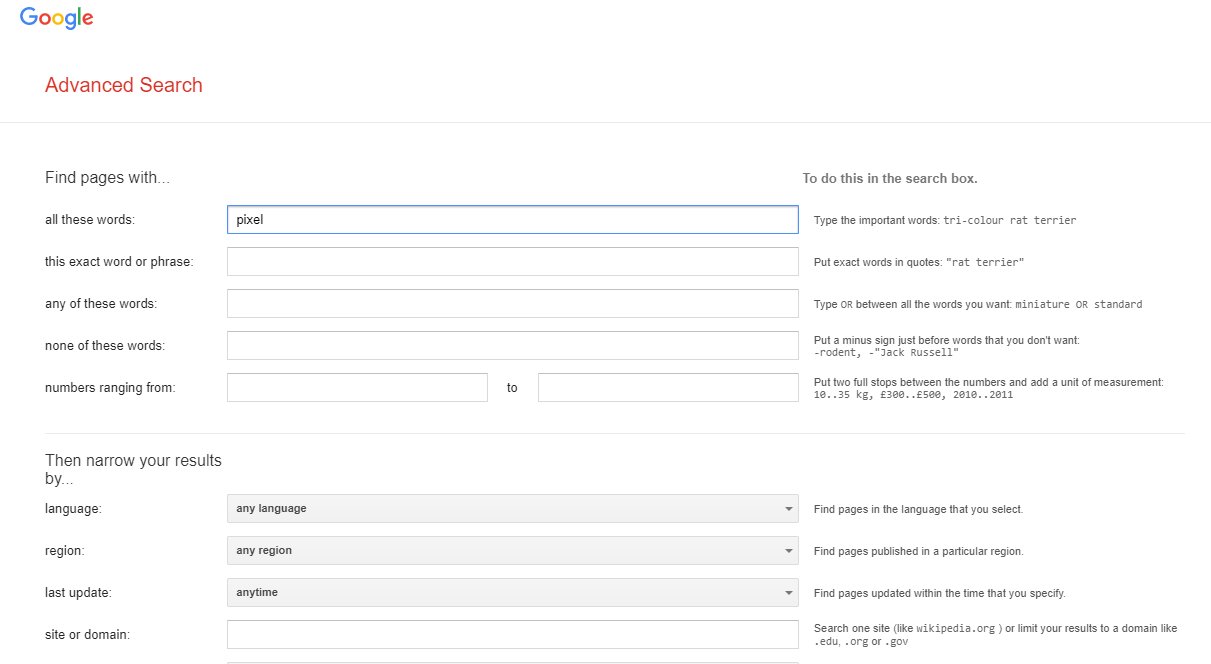 Google
Advanced Search
Find pages with...
To do this in the search box.
all these words:
pixel
Type the important words: tri-colour rat terrier
this exact word or phrase:
Put exact words in quotes: "rat terrier"
any of these words:
Type OR between all the words you want: miniature OR standard
none of these words:
Put a minus sign just before words that you don't want:
-rodent, -"Jack Russell"
numbers ranging from:
to
Put two full stops between the numbers and add a unit of measurement:
10..35 kg, £300..£500, 2010..2011
Then narrow your results
by...
language:
any language
Find pages in the language that you select.
region:
any region
Find pages published in a particular region.
last update:
anytime
Find pages updated within the time that you specify.
site or domain:
Search one site (like wikipedia.org ) or limit your results to a domain like
.edu, .org or .gov